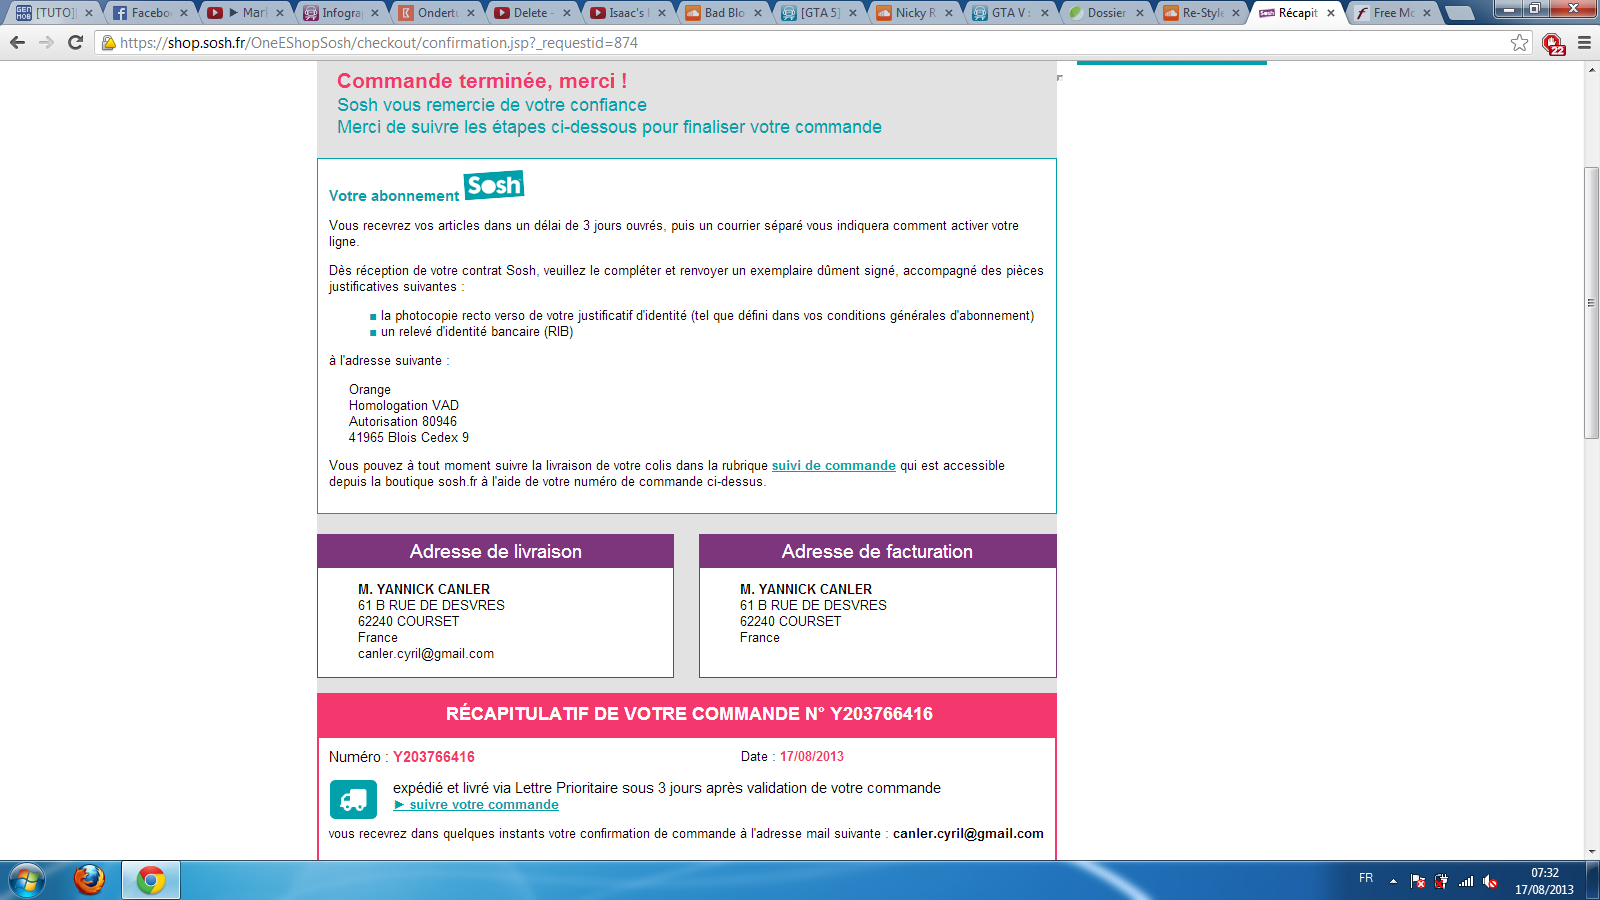 [TUTO]
Facebo
► Mark
Infogra
Ondert
Delete -
Isaac's
Bad Blo
[GTA 5]
Nicky R
GTA V :
Dossier
Re-Style
Sosh Récapit
Free Mo
https://shop.sosh.fr/OneEShopSosh/checkout/confirmation.jsp?_requestid=874
22
Commande terminée, merci !
Sosh vous remercie de votre confiance
Merci de suivre les étapes ci-dessous pour finaliser votre commande
Votre abonnement Sosh
Vous recevrez vos articles dans un délai de 3 jours ouvrés, puis un courrier séparé vous indiquera comment activer votre
ligne.
Dès réception de votre contrat Sosh, veuillez le compléter et renvoyer un exemplaire dûment signé, accompagné des pièces
justificatives suivantes :
■ la photocopie recto verso de votre justificatif d'identité (tel que défini dans vos conditions générales d'abonnement)
■ un relevé d'identité bancaire (RIB)
à l'adresse suivante :
Orange
Homologation VAD
Autorisation 80946
41965 Blois Cedex 9
Vous pouvez à tout moment suivre la livraison de votre colis dans la rubrique suivi de commande qui est accessible
depuis la boutique sosh.fr à l'aide de votre numéro de commande ci-dessus.
Adresse de livraison
M. YANNICK CANLER
61 B RUE DE DESVRES
62240 COURSET
France
canler.cyril@gmail.com
Adresse de facturation
M. YANNICK CANLER
61 B RUE DE DESVRES
62240 COURSET
France
RÉCAPITULATIF DE VOTRE COMMANDE N° Y203766416
Numéro : Y203766416
Date : 17/08/2013
expédié et livré via Lettre Prioritaire sous 3 jours après validation de votre commande
► suivre votre commande
vous recevrez dans quelques instants votre confirmation de commande à l'adresse mail suivante : canler.cyril@gmail.com
FR
07:32
17/08/2013